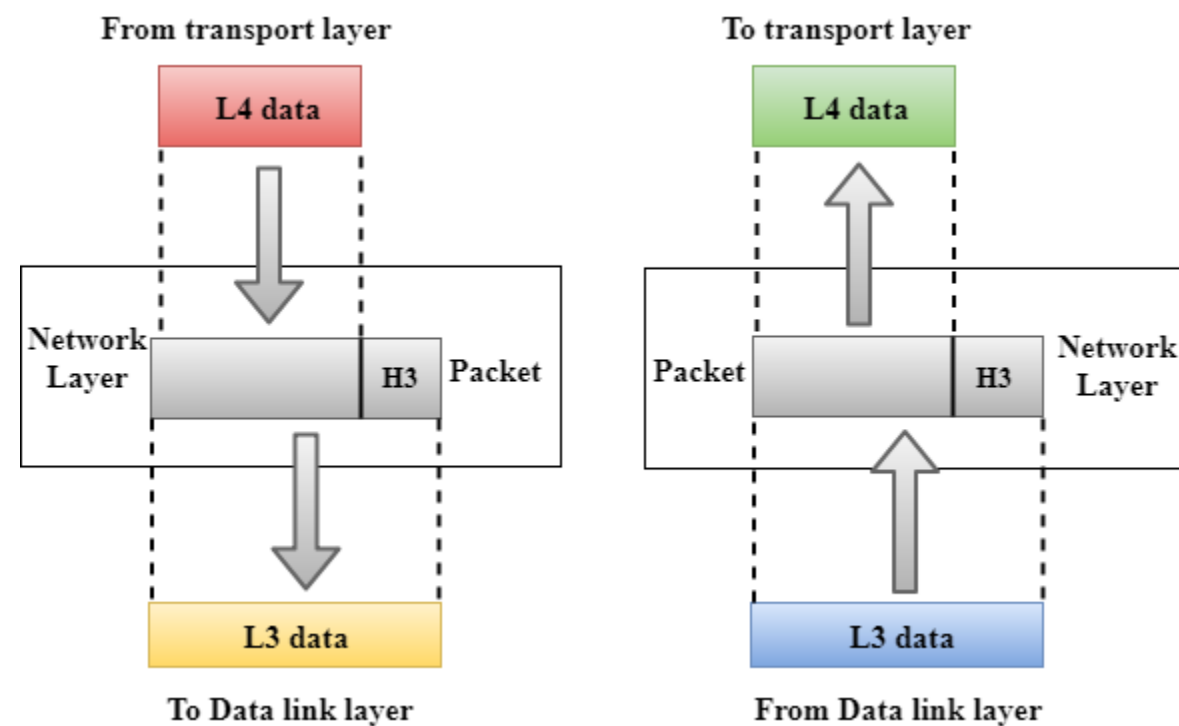 From transport layer
L4 data
Network
Layer
H3
Packet
L3 data
To Data link layer
To transport layer
L4 data
Packet
H3
Network
Layer
L3 data
From Data link layer